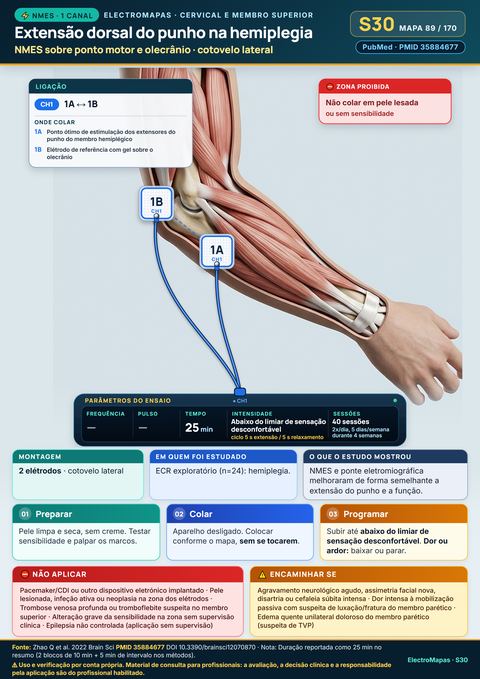 NMES · 1 CANAL ELECTROMAPAS · CERVICAL E MEMBRO SUPERIOR
Extensão dorsal do punho na hemiplegia
NMES sobre ponto motor e olecrânio · cotovelo lateral
S30 MAPA 89 / 170
PubMed · PMID 35884677
LIGAÇÃO
CH1 1A ↔ 1B
ONDE COLAR
1A Ponto ótimo de estimulação dos extensores do
punho do membro hemiplégico
1B Elétrodo de referência com gel sobre o
olecrânio
ZONA PROIBIDA
Não colar em pele lesada
ou sem sensibilidade
1B
CH1
1A
CH1
PARÂMETROS DO ENSAIO
CH1
FREQUÊNCIA
—
PULSO
—
TEMPO
25 min
INTENSIDADE
Abaixo do limiar de sensação
desconfortável
ciclo 5 s extensão / 5 s relaxamento
SESSÕES
40 sessões
2x/dia, 5 dias/semana
durante 4 semanas
MONTAGEM
2 elétrodos · cotovelo lateral
EM QUEM FOI ESTUDADO
ECR exploratório (n=24): hemiplegia.
O QUE O ESTUDO MOSTROU
NMES e ponte eletromiográfica
melhoraram de forma semelhante a
extensão do punho e a função.
01 Preparar
Pele limpa e seca, sem creme. Testar
sensibilidade e palpar os marcos.
02 Colar
Aparelho desligado. Colocar
conforme o mapa, sem se tocarem.
03 Programar
Subir até abaixo do limiar de
sensação desconfortável. Dor ou
ardor: baixar ou parar.
NÃO APLICAR
Pacemaker/CDI ou outro dispositivo eletrónico implantado · Pele
lesionada, infeção ativa ou neoplasia na zona dos elétrodos ·
Trombose venosa profunda ou tromboflebite suspeita no membro
superior · Alteração grave da sensibilidade na zona sem supervisão
clínica · Epilepsia não controlada (aplicação sem supervisão)
ENCAMINHAR SE
Agravamento neurológico agudo, assimetria facial nova,
disartria ou cefaleia súbita intensa · Dor intensa à mobilização
passiva com suspeita de luxação/fratura do membro parético ·
Edema quente unilateral doloroso do membro parético
(suspeita de TVP)
Fonte: Zhao Q et al. 2022 Brain Sci PMID 35884677 DOI 10.3390/brainsci12070870 · Nota: Duração reportada como 25 min no
resumo (2 blocos de 10 min + 5 min de intervalo nos métodos).
Uso e verificação por conta própria. Material de consulta para profissionais: a avaliação, a decisão clínica e a responsabilidade
pela aplicação são do profissional habilitado.
ElectroMapas · S30